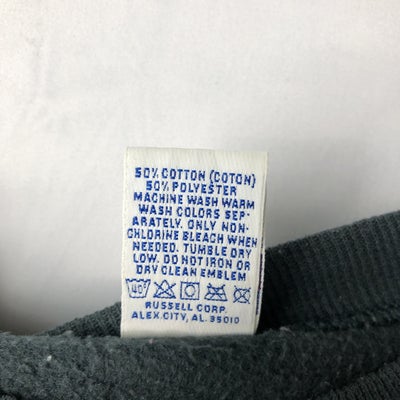 50% COTTON (COTON)
50% POLYESTER
MACHINE WASH WARM
WASH COLORS SEP-
ARATELY. ONLY NON-
CHLORINE BLEACH WHEN
NEEDED. TUMBLE DRY
LOW. DO NOT IRON OR
DRY CLEAN EMBLEM
40°
RUSSELL CORP.
ALEX. CITY, AL. 35010